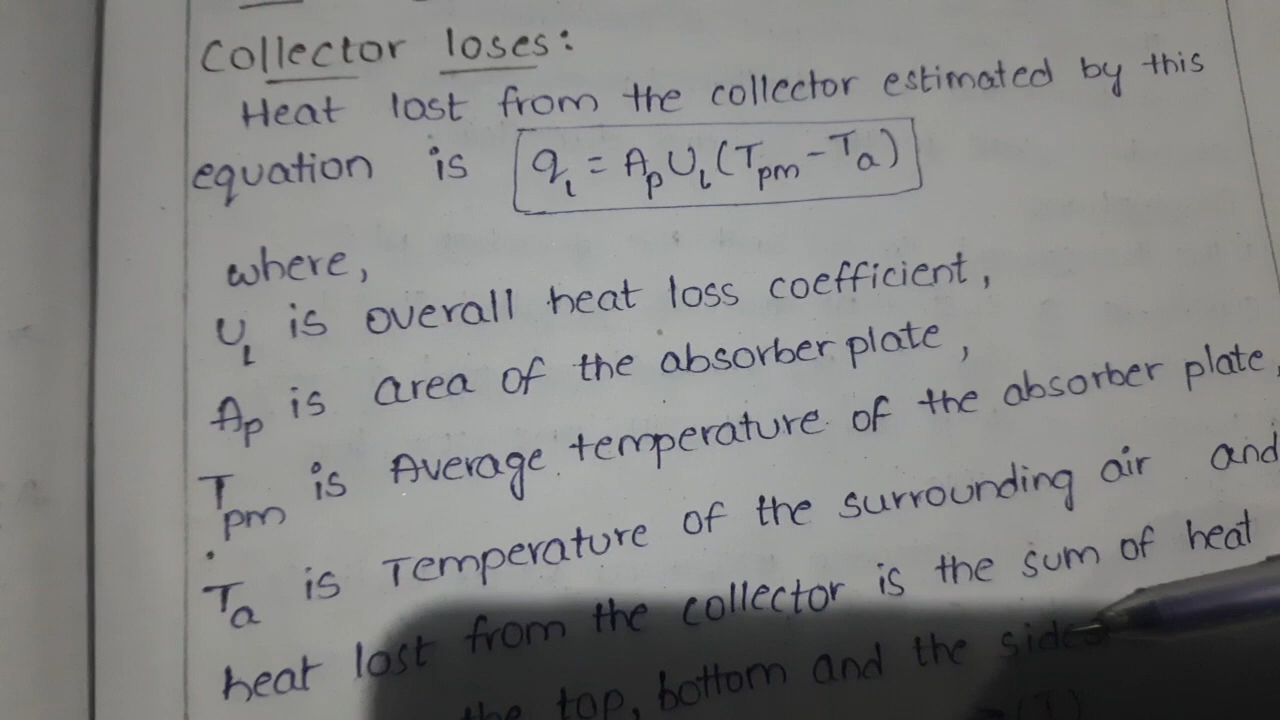 Collector loses:
Heat lost from the collector estimated by this
equation is q_l = A_p U_l (T_pm - T_a)
where,
U_l is overall heat loss coefficient,
A_p is area of the absorber plate,
T_pm is Average temperature of the absorber plate,
T_a is Temperature of the surrounding air and
heat lost from the collector is the sum of heat
the top, bottom and the sides